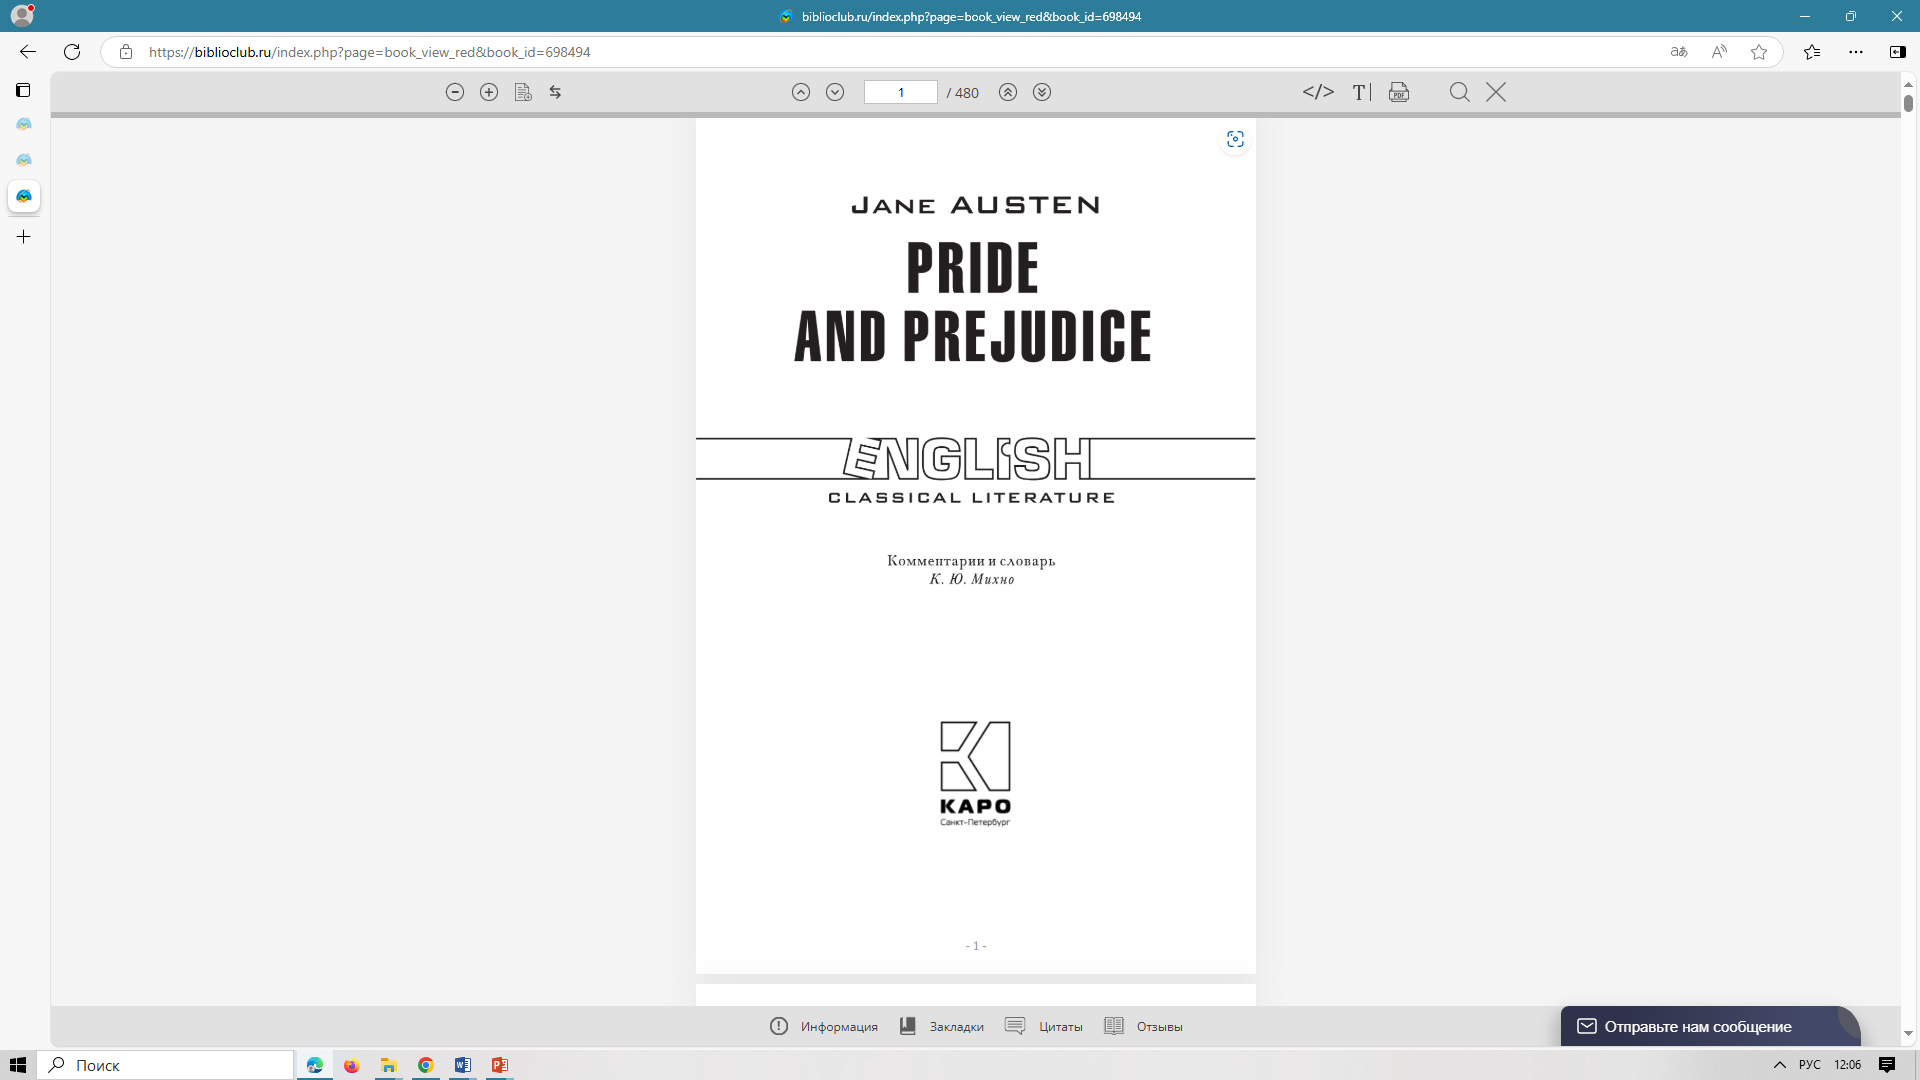 biblioclub.ru/index.php?page=book_view_red&book_id=698494
https://biblioclub.ru/index.php?page=book_view_red&book_id=698494
1 / 480
</> T| PDF
JANE AUSTEN
PRIDE
AND PREJUDICE
ENGLISH
CLASSICAL LITERATURE
Комментарии и словарь
К. Ю. Михно
КАРО
Санкт-Петербург
- 1 -
Информация Закладки Цитаты Отзывы
Отправьте нам сообщение
Поиск
РУС 12:06